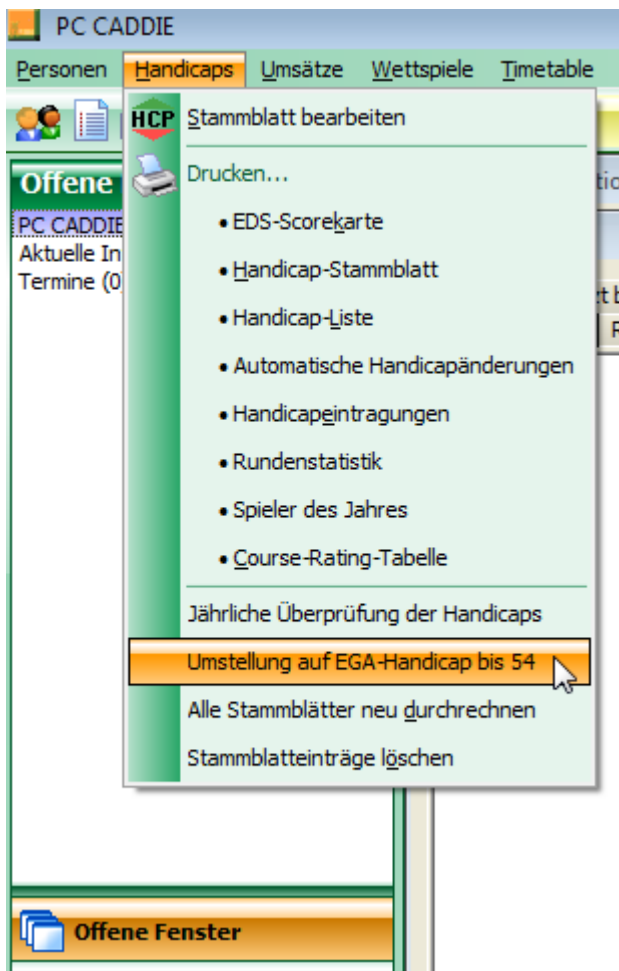 PC CADDIE
Personen Handicaps Umsätze Wettspiele Timetable
HCP Stammblatt bearbeiten
Drucken...
Offene
PC CADDIE
• EDS-Scorekarte
Aktuelle In
• Handicap-Stammblatt
Termine (0)
• Handicap-Liste
• Automatische Handicapänderungen
• Handicapeintragungen
• Rundenstatistik
• Spieler des Jahres
• Course-Rating-Tabelle
Jährliche Überprüfung der Handicaps
Umstellung auf EGA-Handicap bis 54
Alle Stammblätter neu durchrechnen
Stammblatteinträge löschen
Offene Fenster